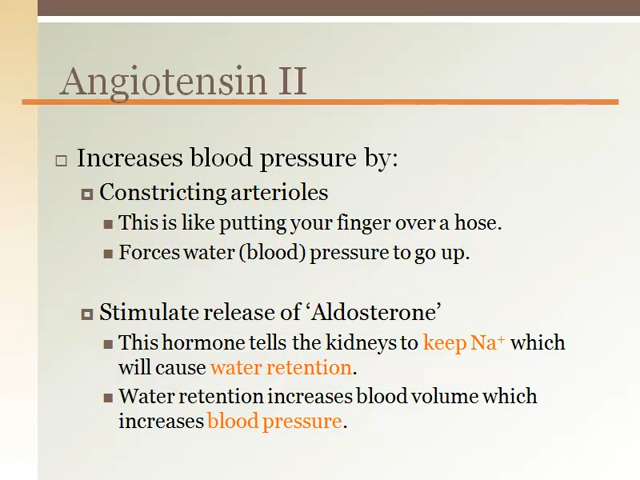 Angiotensin II
Increases blood pressure by:
Constricting arterioles
This is like putting your finger over a hose.
Forces water (blood) pressure to go up.
Stimulate release of ‘Aldosterone’
This hormone tells the kidneys to keep Na⁺ which
will cause water retention.
Water retention increases blood volume which
increases blood pressure.